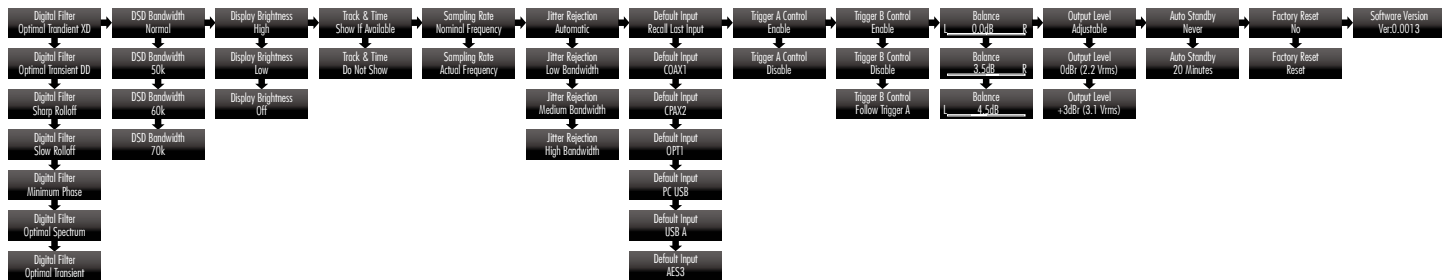 Digital Filter
Optimal Trandient XD
Digital Filter
Optimal Transient DD
Digital Filter
Sharp Rolloff
Digital Filter
Slow Rolloff
Digital Filter
Minimum Phase
Digital Filter
Optimal Spectrum
Digital Filter
Optimal Transient
DSD Bandwidth
Normal
DSD Bandwidth
50k
DSD Bandwidth
60k
DSD Bandwidth
70k
Display Brightness
High
Display Brightness
Low
Display Brightness
Off
Track & Time
Show If Available
Track & Time
Do Not Show
Sampling Rate
Nominal Frequency
Sampling Rate
Actual Frequency
Jitter Rejection
Automatic
Jitter Rejection
Low Bandwidth
Jitter Rejection
Medium Bandwidth
Jitter Rejection
High Bandwidth
Default Input
Recall Last Input
Default Input
COAX1
Default Input
CPAX2
Default Input
OPT1
Default Input
PC USB
Default Input
USB A
Default Input
AES3
Trigger A Control
Enable
Trigger A Control
Disable
Trigger B Control
Enable
Trigger B Control
Disable
Trigger B Control
Follow Trigger A
Balance
L 0.0dB R
Balance
3.5dB R
Balance
L 4.5dB
Output Level
Adjustable
Output Level
0dBr (2.2 Vrms)
Output Level
+3dBr (3.1 Vrms)
Auto Standby
Never
Auto Standby
20 Minutes
Factory Reset
No
Factory Reset
Reset
Software Version
Ver:0.0013